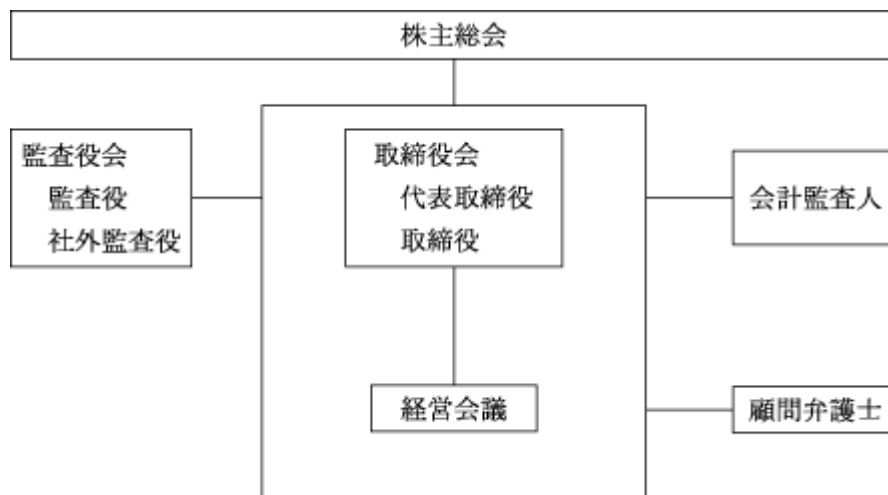 株主総会
監査役会
監査役
社外監査役
取締役会
代表取締役
取締役
会計監査人
経営会議
顧問弁護士